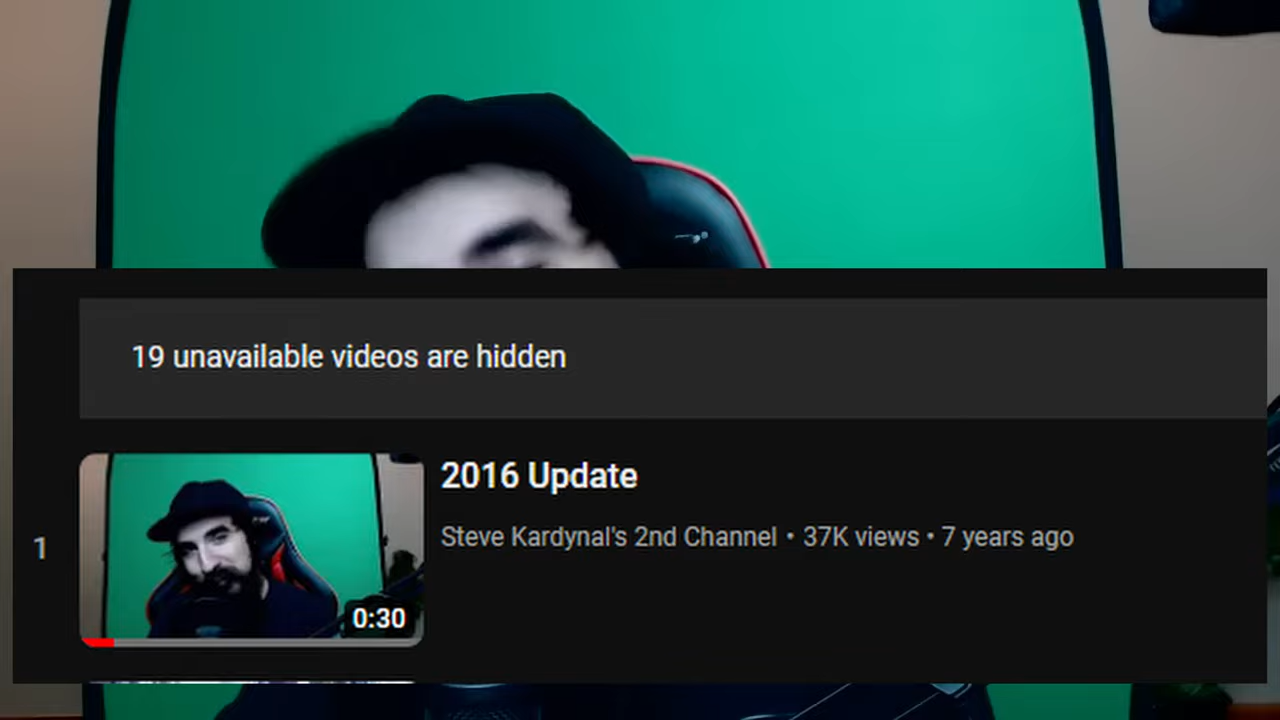 19 unavailable videos are hidden
1
2016 Update
Steve Kardynal's 2nd Channel • 37K views • 7 years ago
0:30